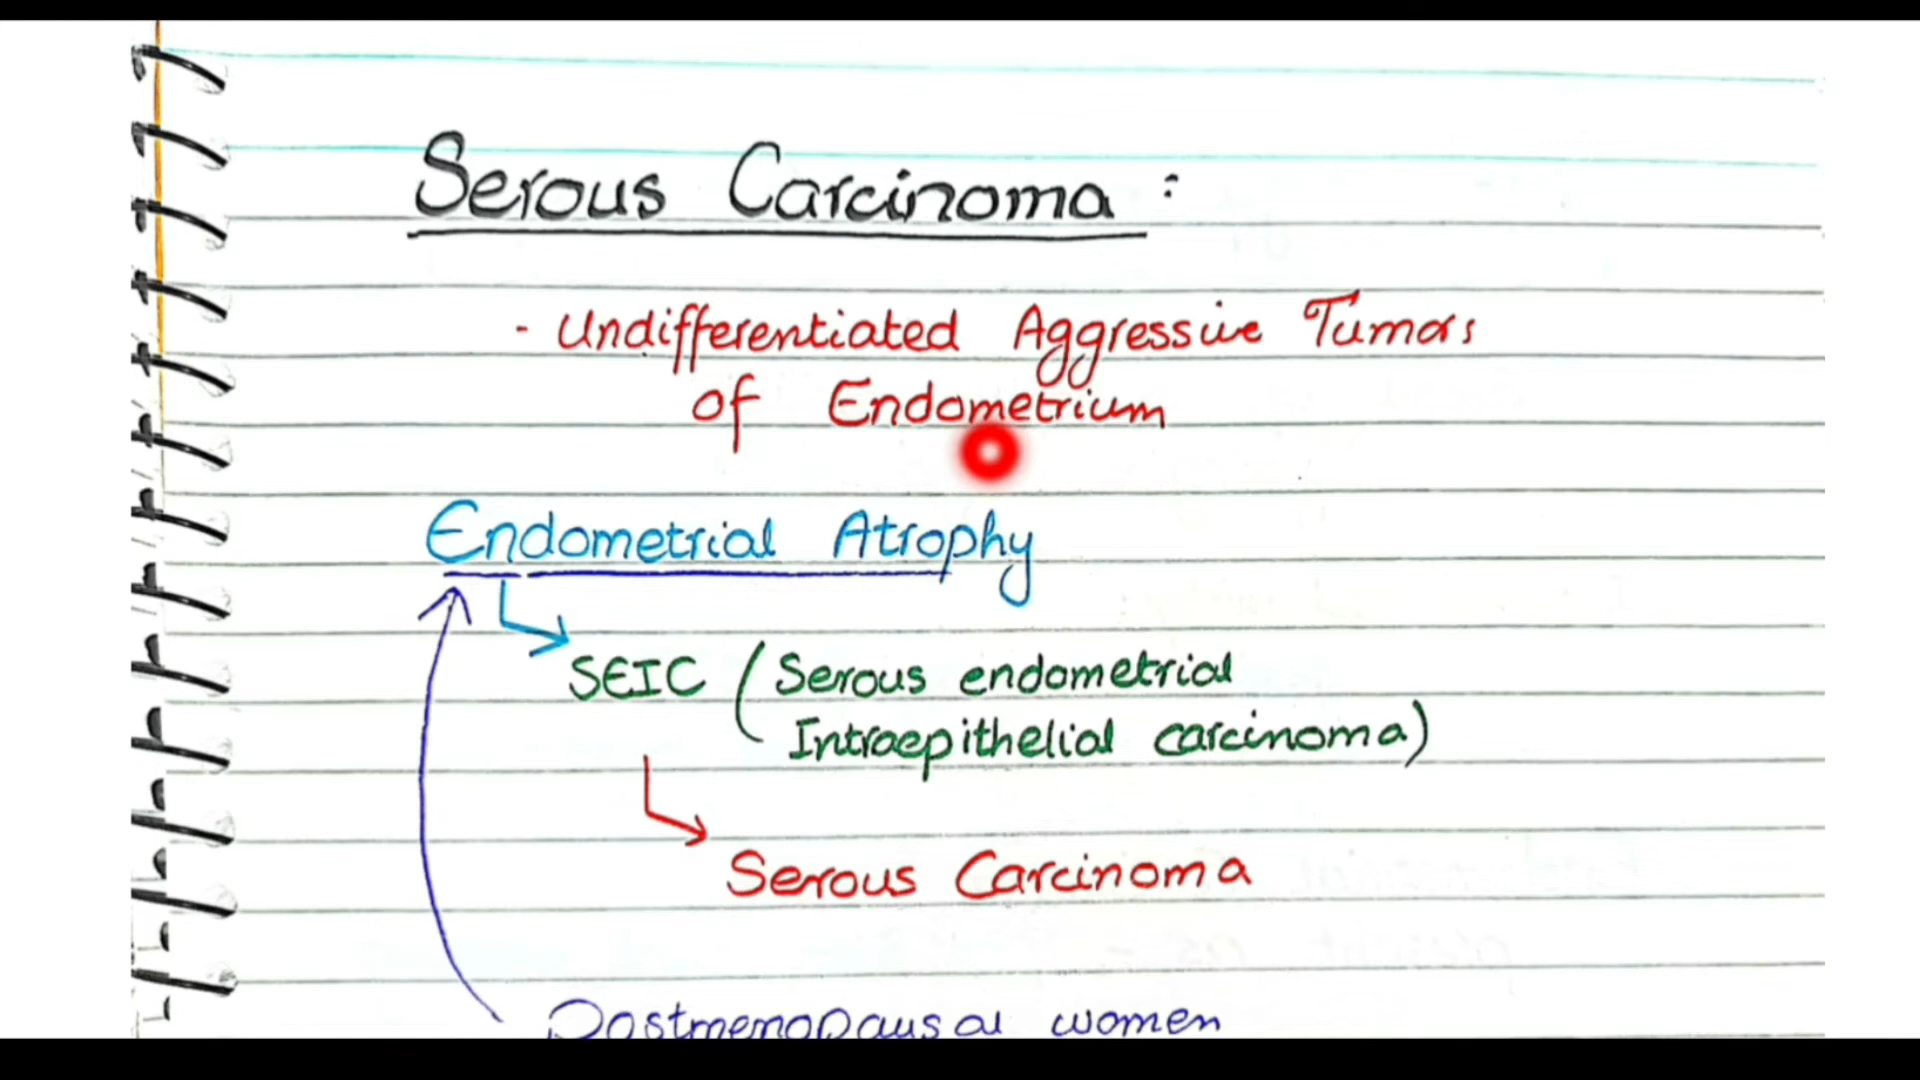 Serous Carcinoma :
- Undifferentiated Aggressive Tumors
of Endometrium
Endometrial Atrophy
SEIC (Serous endometrial
Intraepithelial carcinoma)
Serous Carcinoma
Postmenopausal women